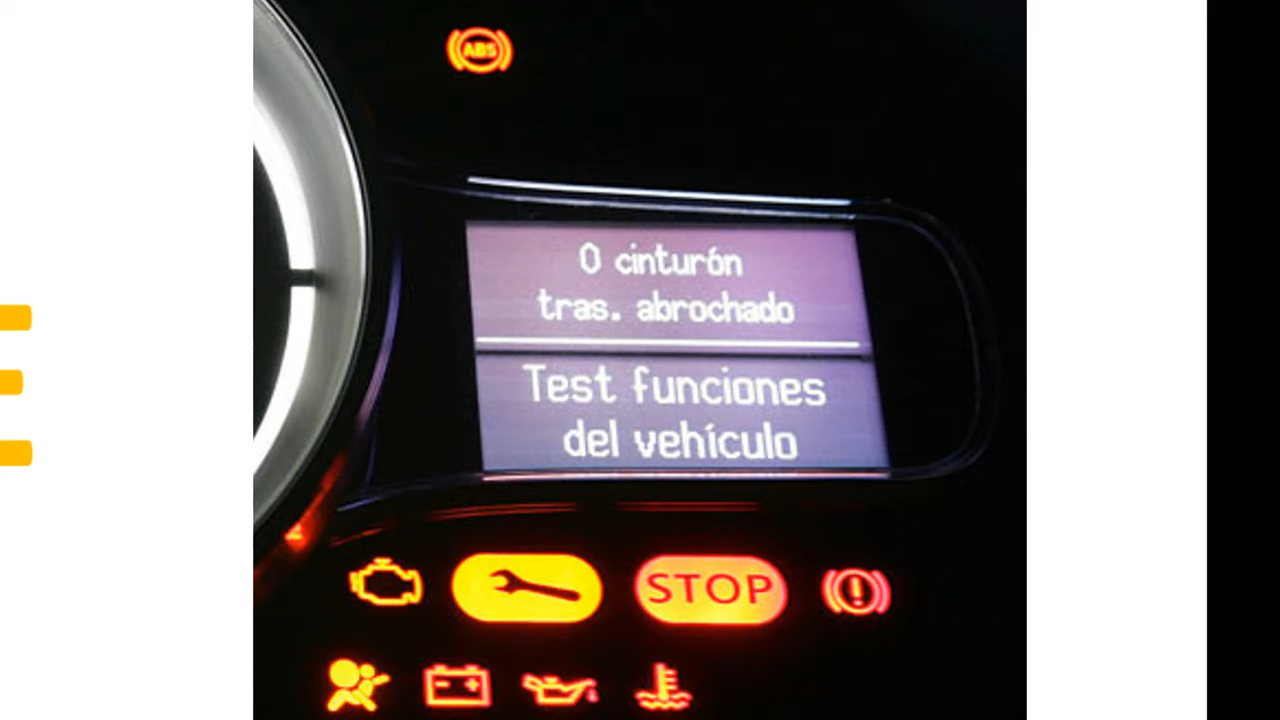 ABS
0 cinturón
tras. abrochado
Test funciones
del vehículo
STOP